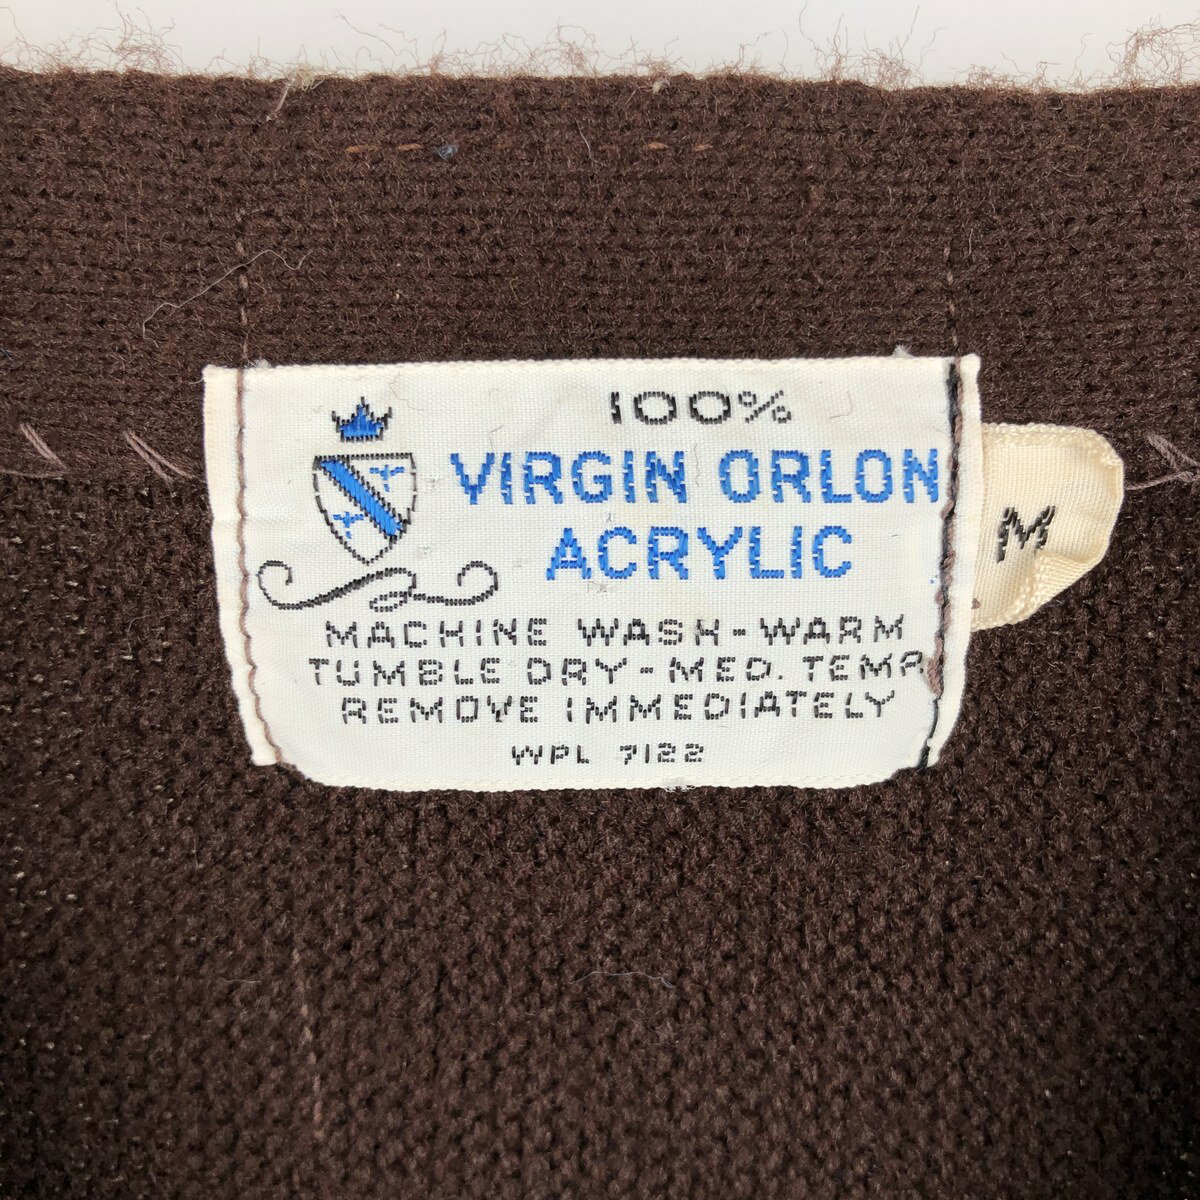 100%
VIRGIN ORLON
ACRYLIC
M
MACHINE WASH-WARM
TUMBLE DRY-MED. TEMP
REMOVE IMMEDIATELY
WPL 7122